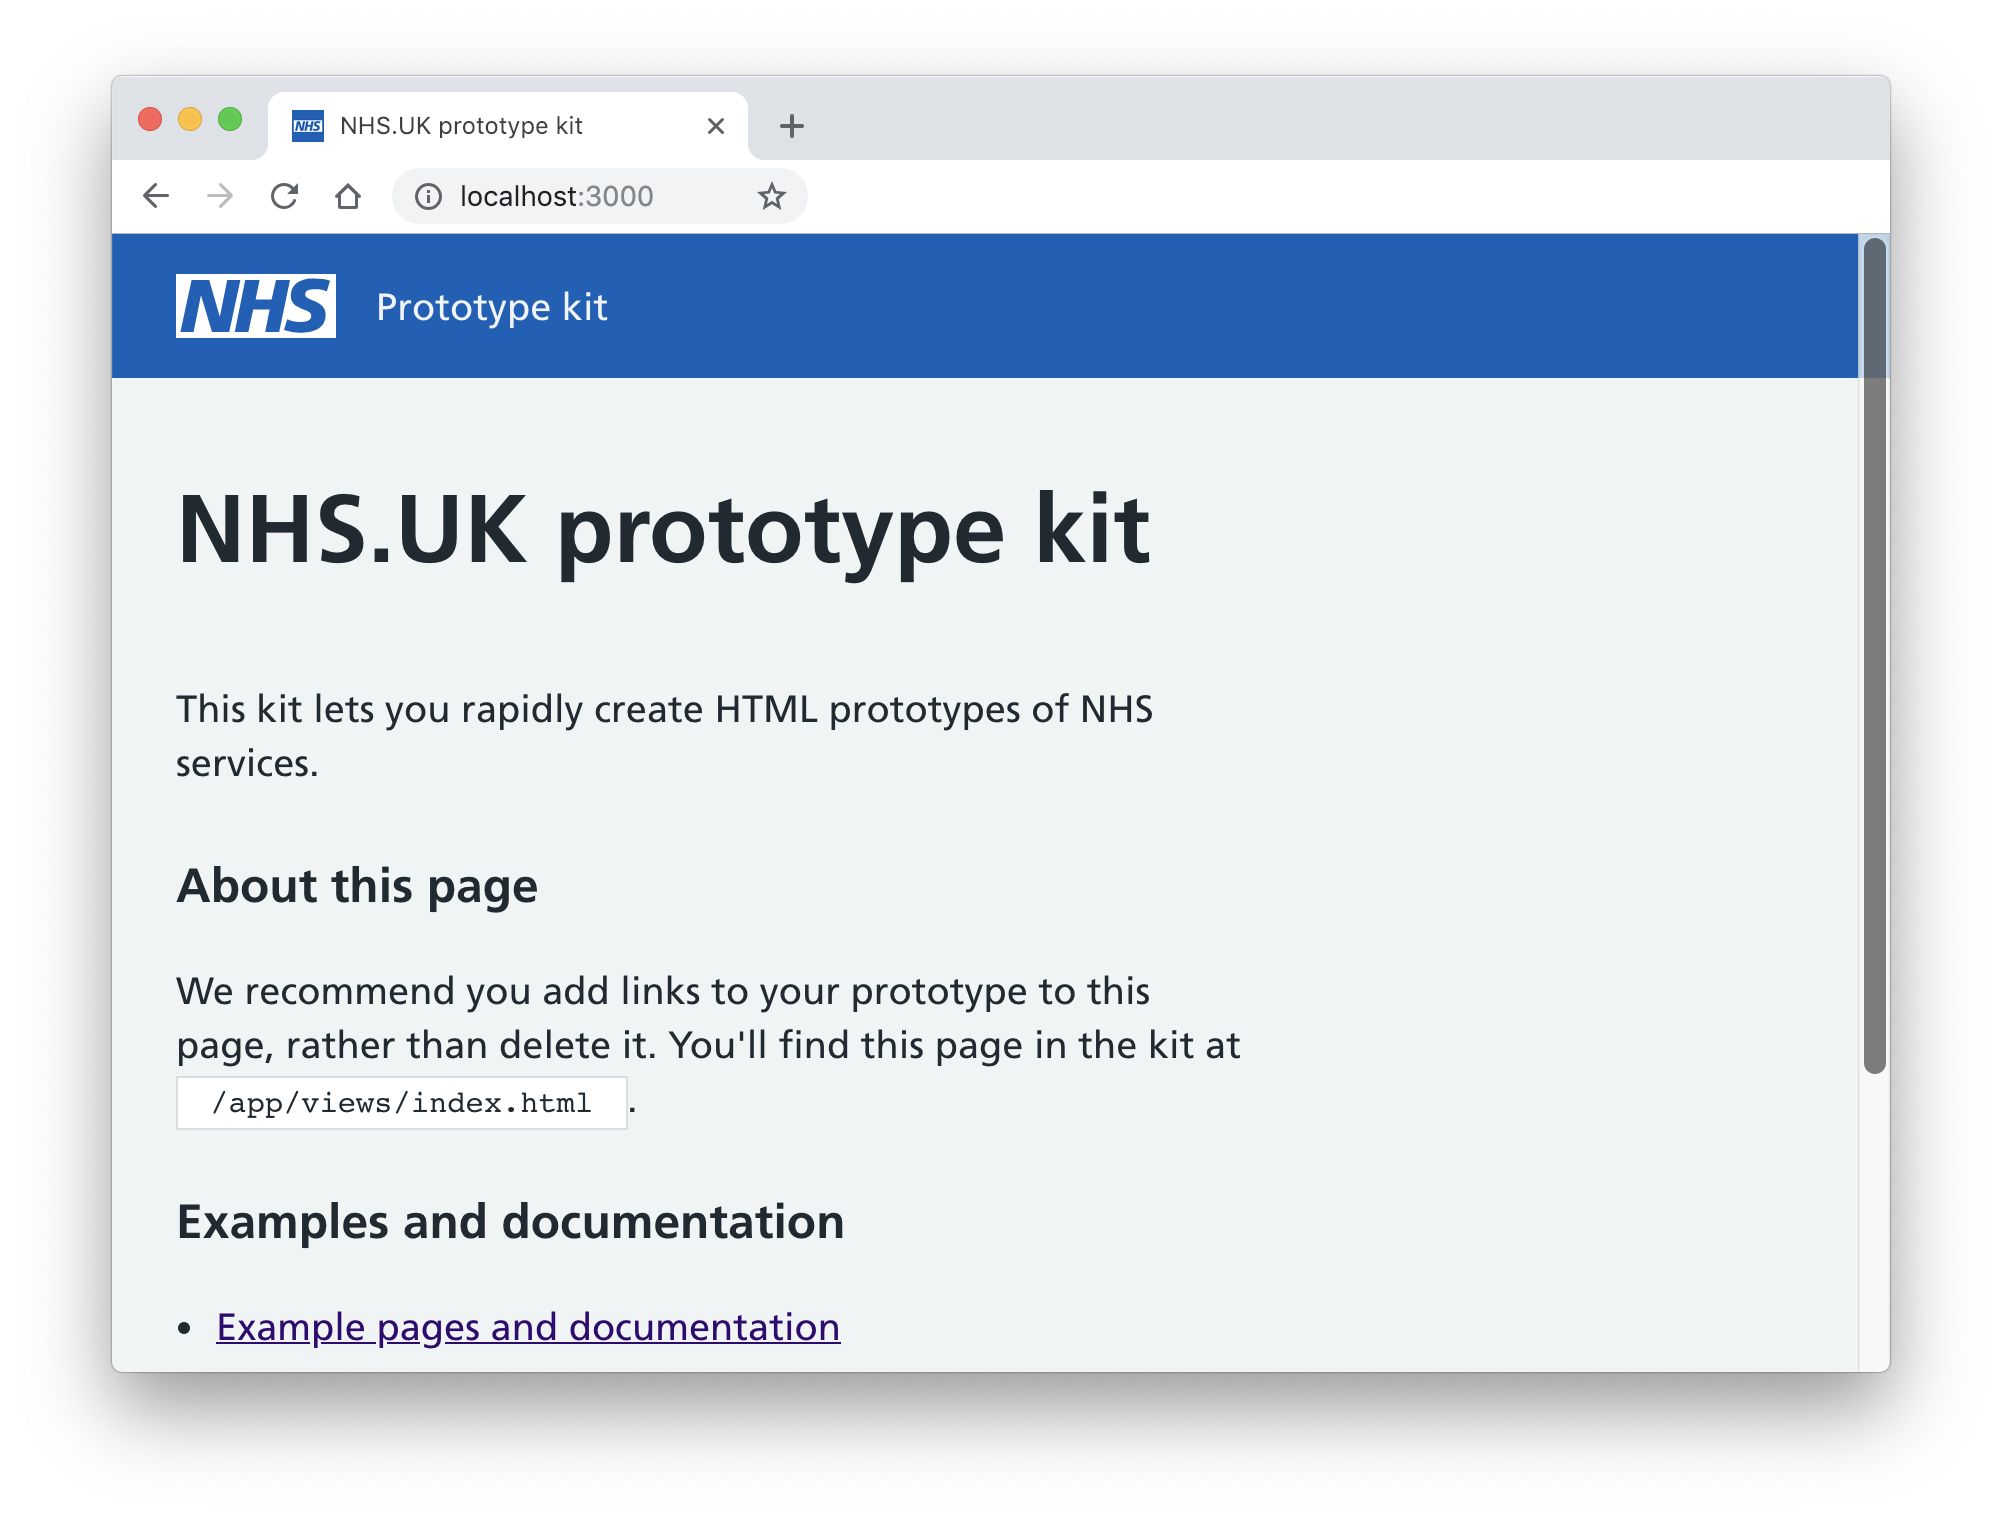 NHS NHS.UK prototype kit
localhost:3000
NHS Prototype kit
NHS.UK prototype kit
This kit lets you rapidly create HTML prototypes of NHS
services.
About this page
We recommend you add links to your prototype to this
page, rather than delete it. You'll find this page in the kit at
/app/views/index.html .
Examples and documentation
• Example pages and documentation